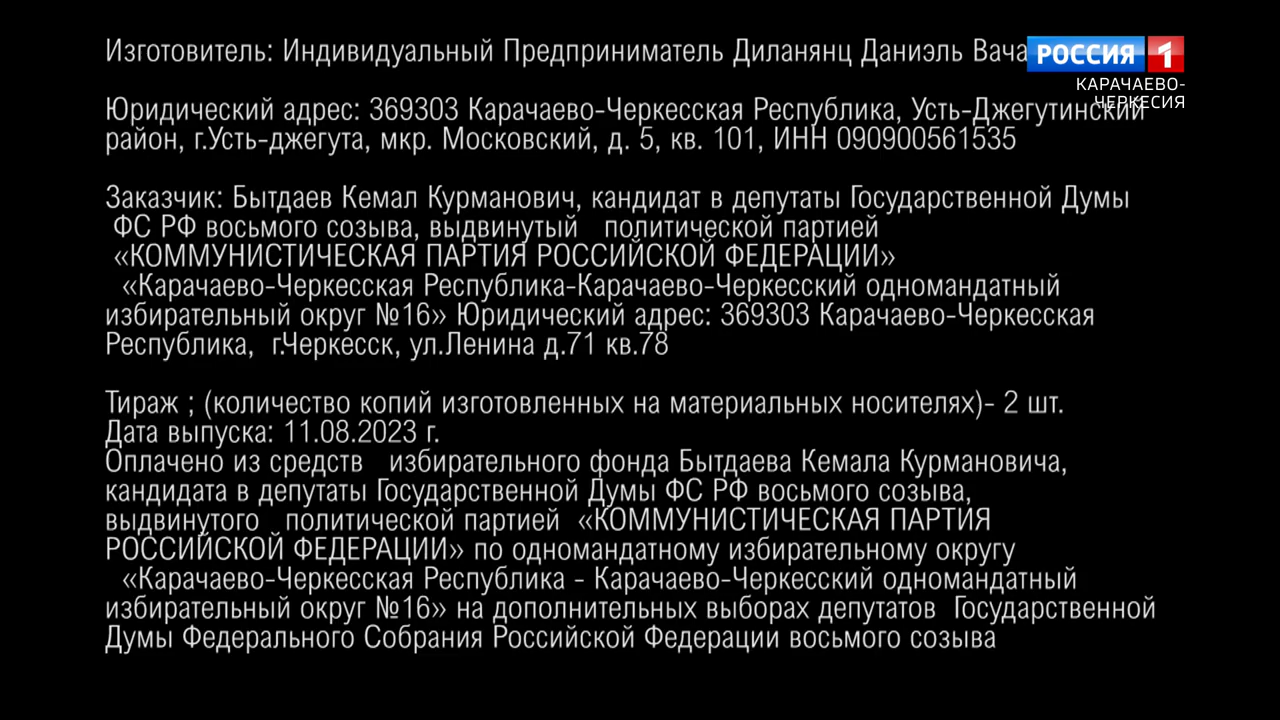 Изготовитель: Индивидуальный Предприниматель Диланянц Даниэль
РОССИЯ 1
КАРАЧАЕВО-
ЧЕРКЕСИЯ
Юридический адрес: 369303 Карачаево-Черкесская Республика, Усть-Джегутинский
район, г.Усть-джегута, мкр. Московский, д. 5, кв. 101, ИНН 090900561535
Заказчик: Бытдаев Кемал Курманович, кандидат в депутаты Государственной Думы
ФС РФ восьмого созыва, выдвинутый политической партией
«КОММУНИСТИЧЕСКАЯ ПАРТИЯ РОССИЙСКОЙ ФЕДЕРАЦИИ»
«Карачаево-Черкесская Республика-Карачаево-Черкесский одномандатный
избирательный округ №16» Юридический адрес: 369303 Карачаево-Черкесская
Республика, г.Черкесск, ул.Ленина д.71 кв.78
Тираж ; (количество копий изготовленных на материальных носителях)- 2 шт.
Дата выпуска: 11.08.2023 г.
Оплачено из средств избирательного фонда Бытдаева Кемала Курмановича,
кандидата в депутаты Государственной Думы ФС РФ восьмого созыва,
выдвинутого политической партией «КОММУНИСТИЧЕСКАЯ ПАРТИЯ
РОССИЙСКОЙ ФЕДЕРАЦИИ» по одномандатному избирательному округу
«Карачаево-Черкесская Республика - Карачаево-Черкесский одномандатный
избирательный округ №16» на дополнительных выборах депутатов Государственной
Думы Федерального Собрания Российской Федерации восьмого созыва